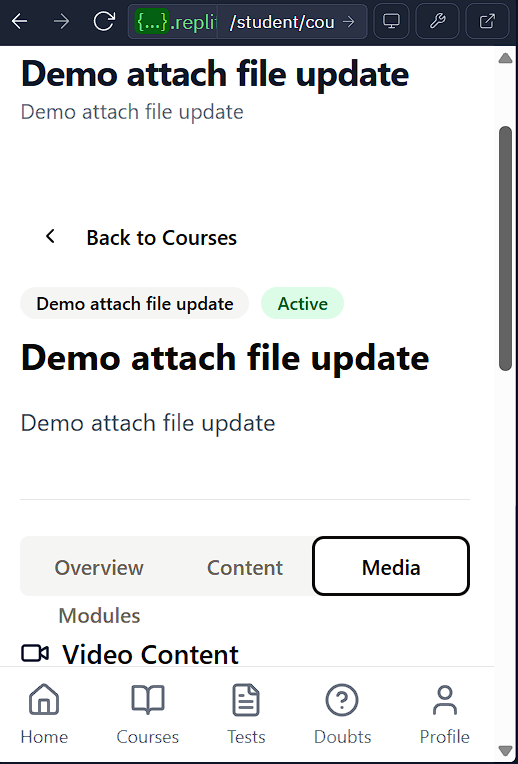 {...}.replit /student/cou
Demo attach file update
Demo attach file update
Back to Courses
Demo attach file update Active
Demo attach file update
Demo attach file update
Overview Content Media
Modules
Video Content
Home Courses Tests Doubts Profile